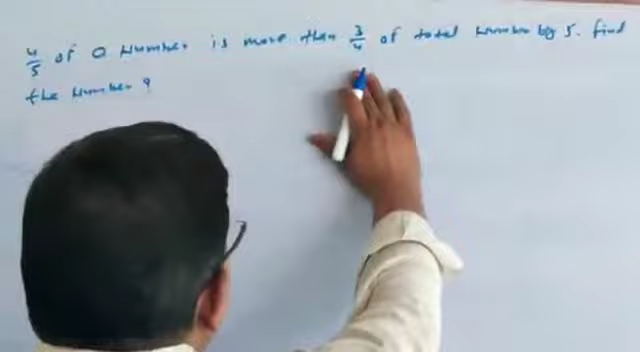 4/5 of a number is more than 3/4 of total number by 5. find
the number ?